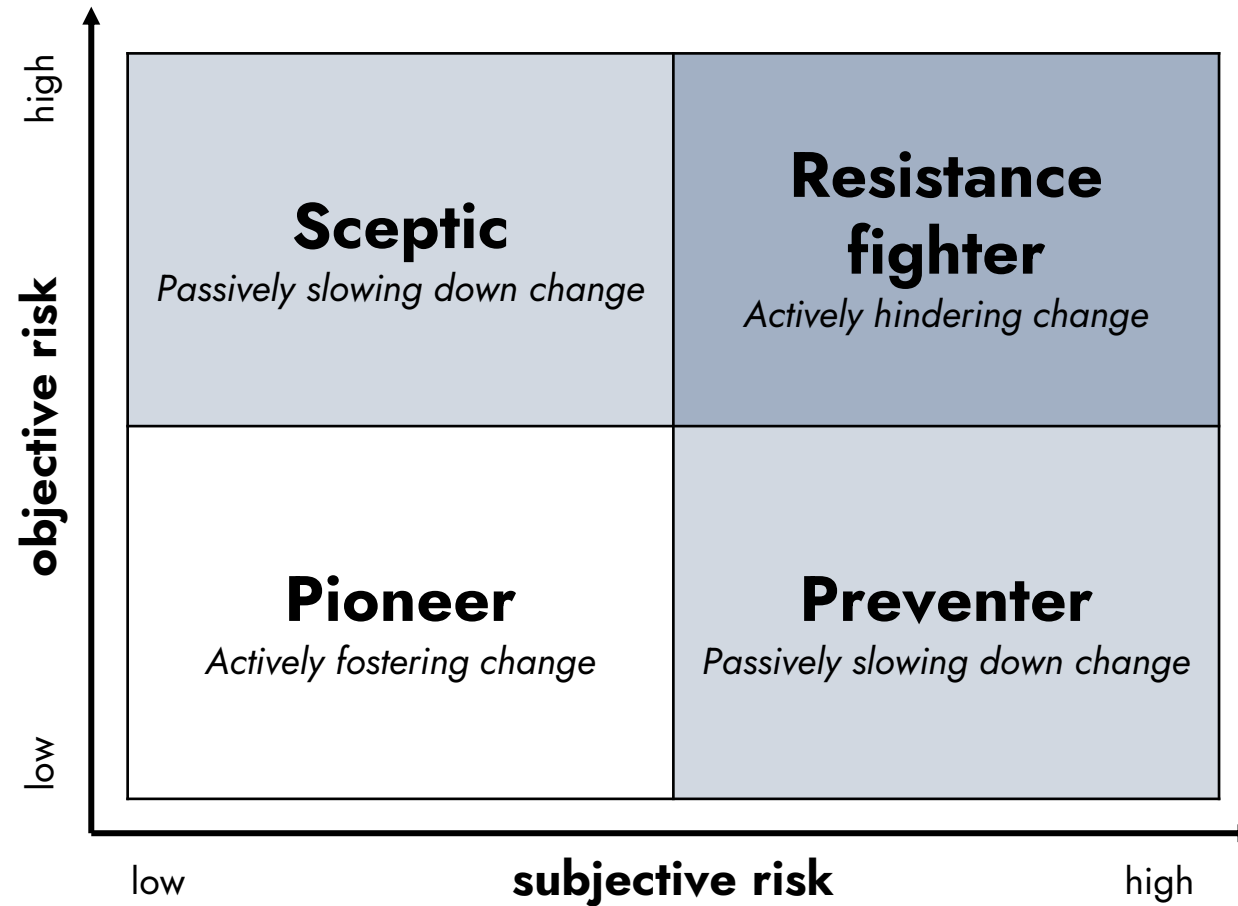 high
Sceptic
Passively slowing down change
Resistance
fighter
Actively hindering change
objective risk
Pioneer
Actively fostering change
Preventer
Passively slowing down change
low
low
subjective risk
high